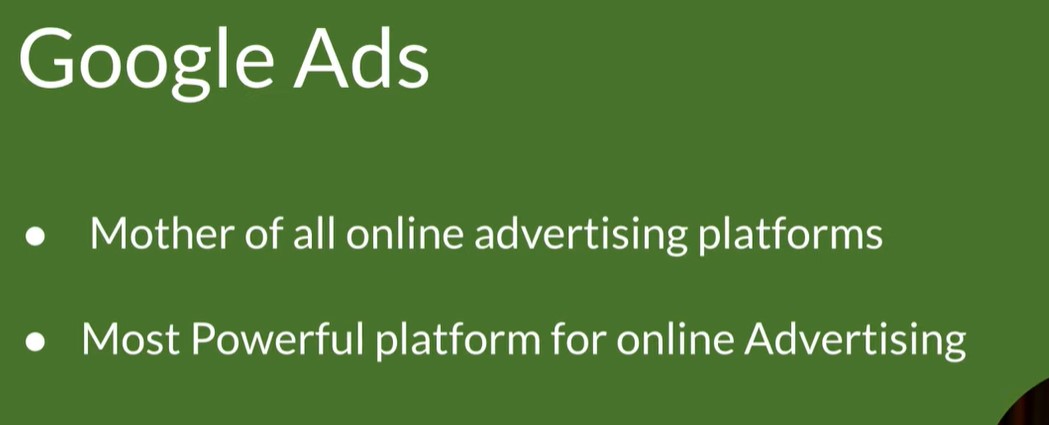 Google Ads
● Mother of all online advertising platforms
● Most Powerful platform for online Advertising